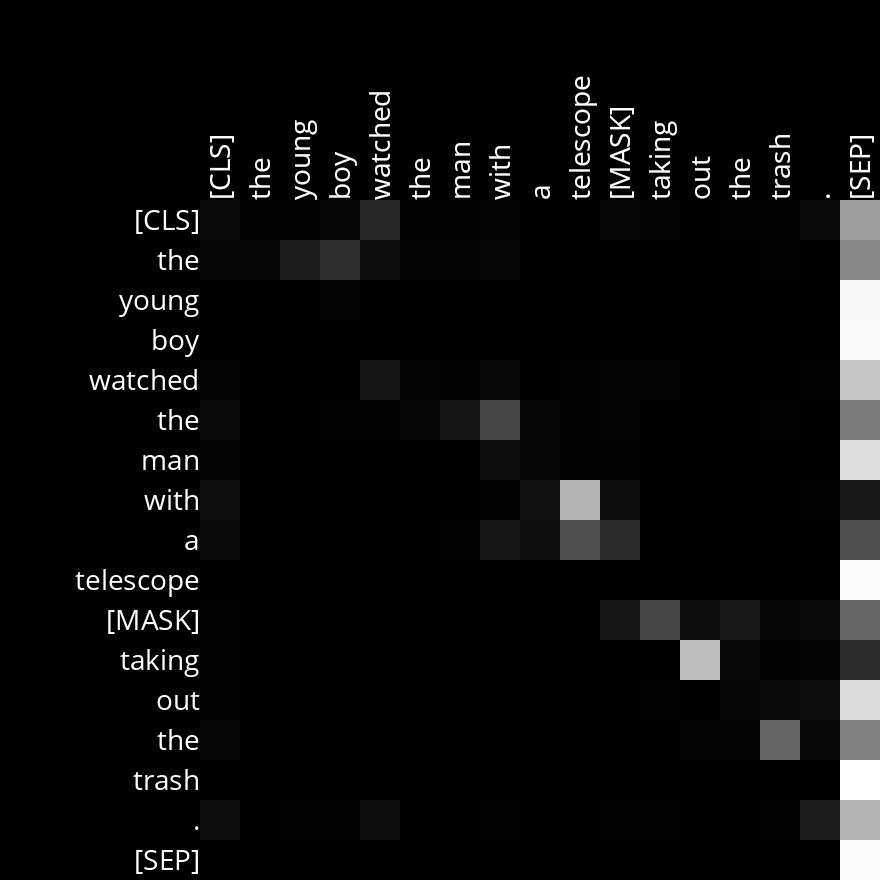 [CLS]
the
young
boy
watched
the
man
with
a
telescope
[MASK]
taking
out
the
trash
.
[SEP]
[CLS]
the
young
boy
watched
the
man
with
a
telescope
[MASK]
taking
out
the
trash
.
[SEP]